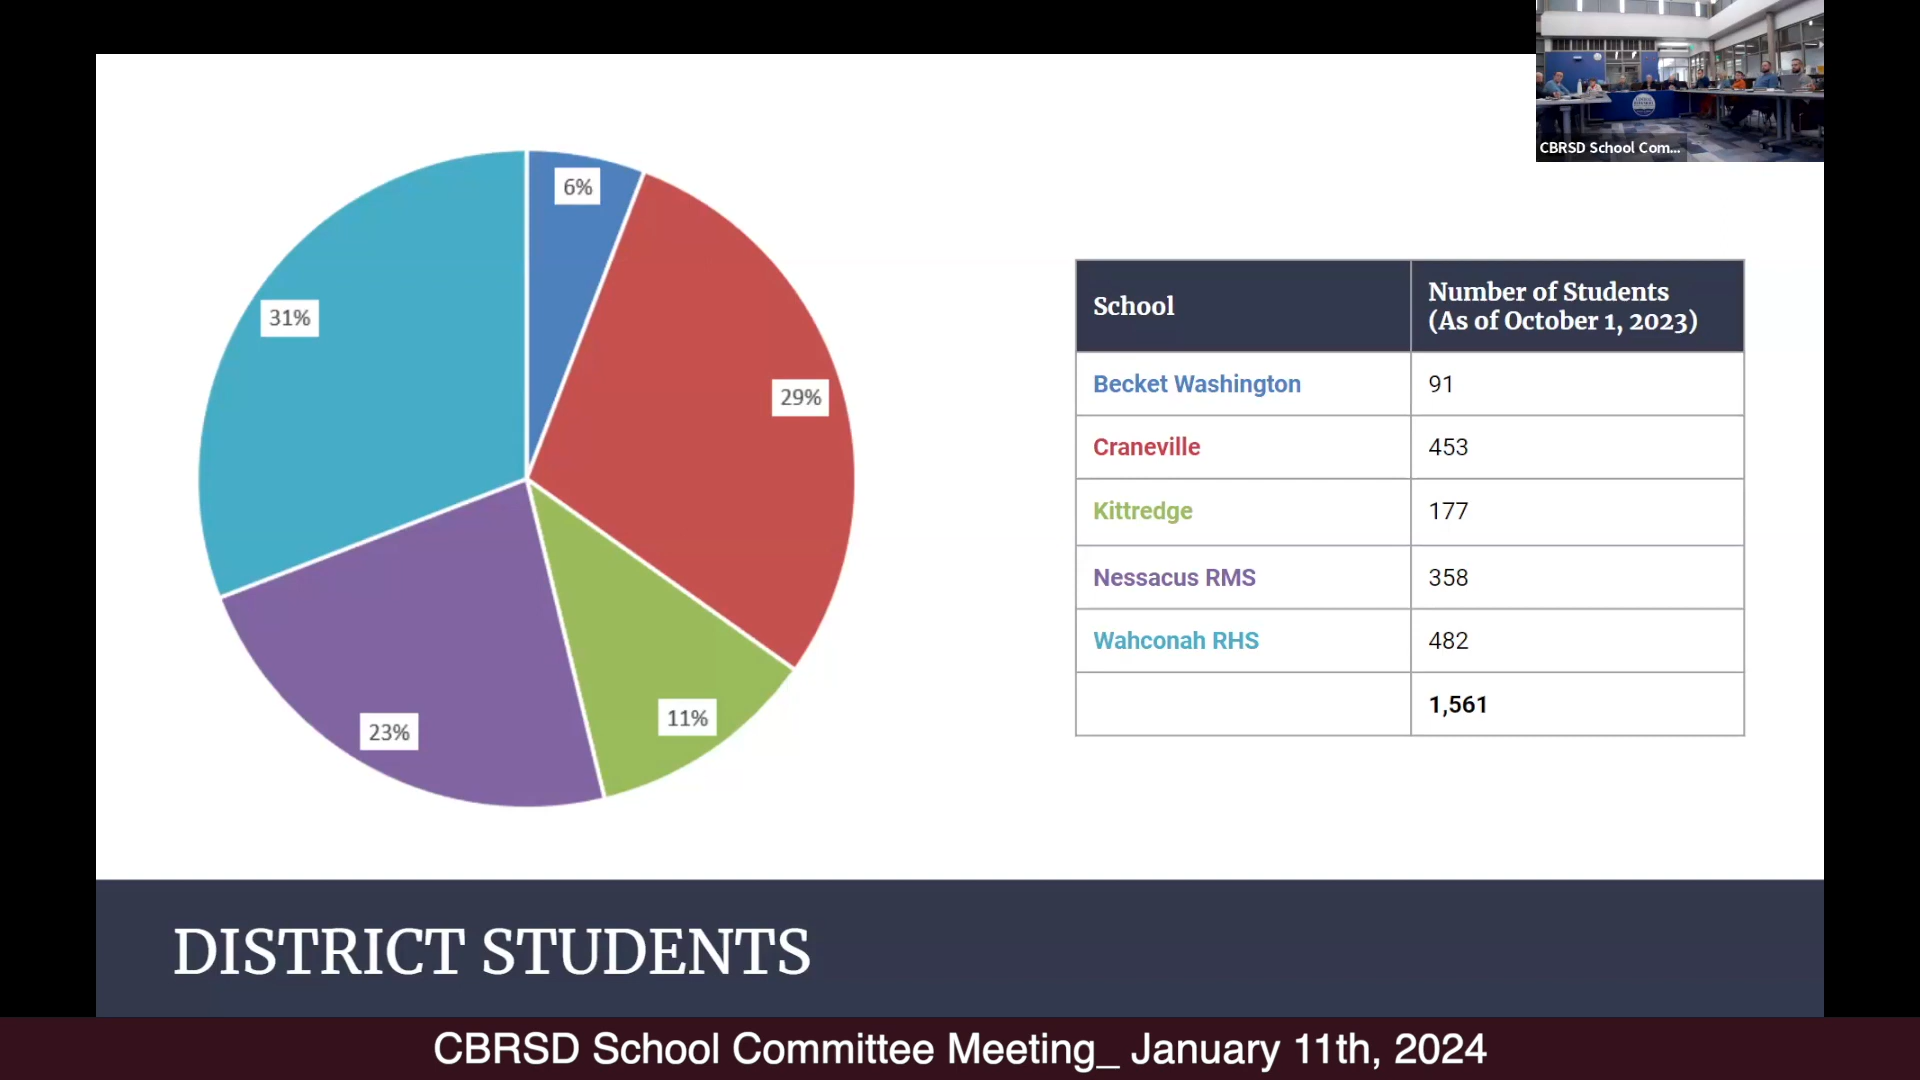 CBRSD School Com...
6%
29%
31%
11%
23%
School
Number of Students
(As of October 1, 2023)
Becket Washington 91
Craneville 453
Kittredge 177
Nessacus RMS 358
Wahconah RHS 482
1,561
DISTRICT STUDENTS
CBRSD School Committee Meeting_ January 11th, 2024